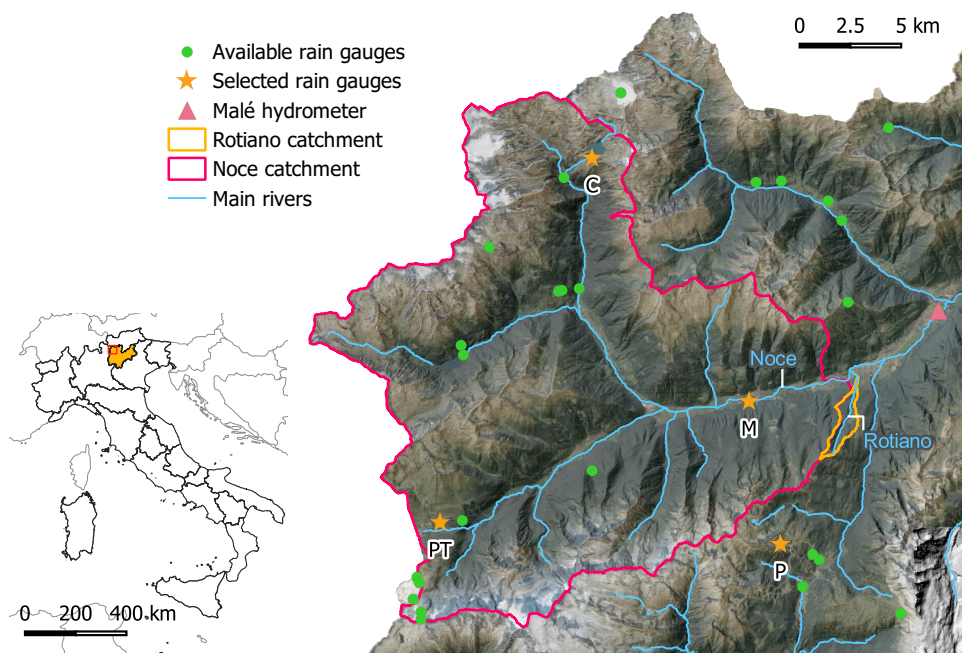 Available rain gauges
Selected rain gauges
Malé hydrometer
Rotiano catchment
Noce catchment
Main rivers
0 2.5 5 km
C
Noce
M
Rotiano
PT
P
0 200 400 km